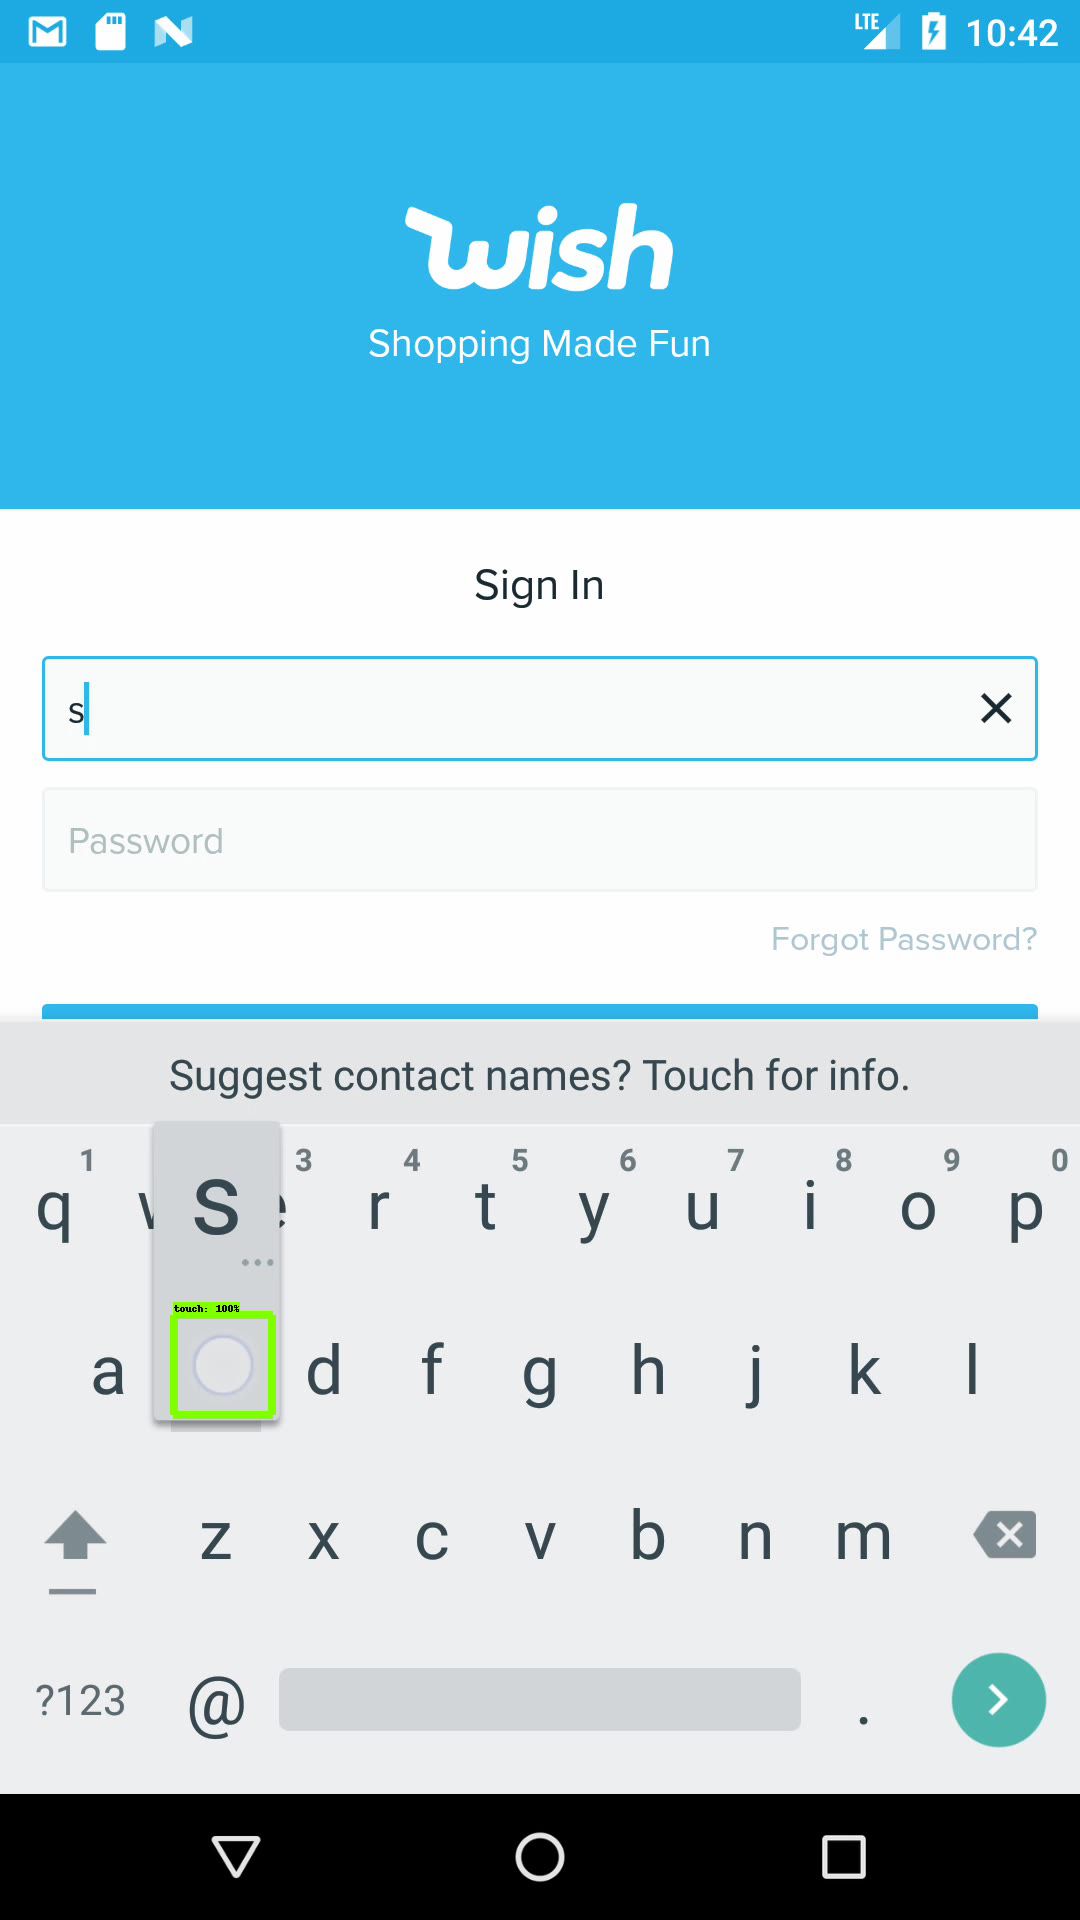 LTE 10:42
wish
Shopping Made Fun
Sign In
s
Password
Forgot Password?
Suggest contact names? Touch for info.
1 3 4 5 6 7 8 9 0
q s r t y u i o p
touch: 100%
a d f g h j k l
z x c v b n m
?123 @ .